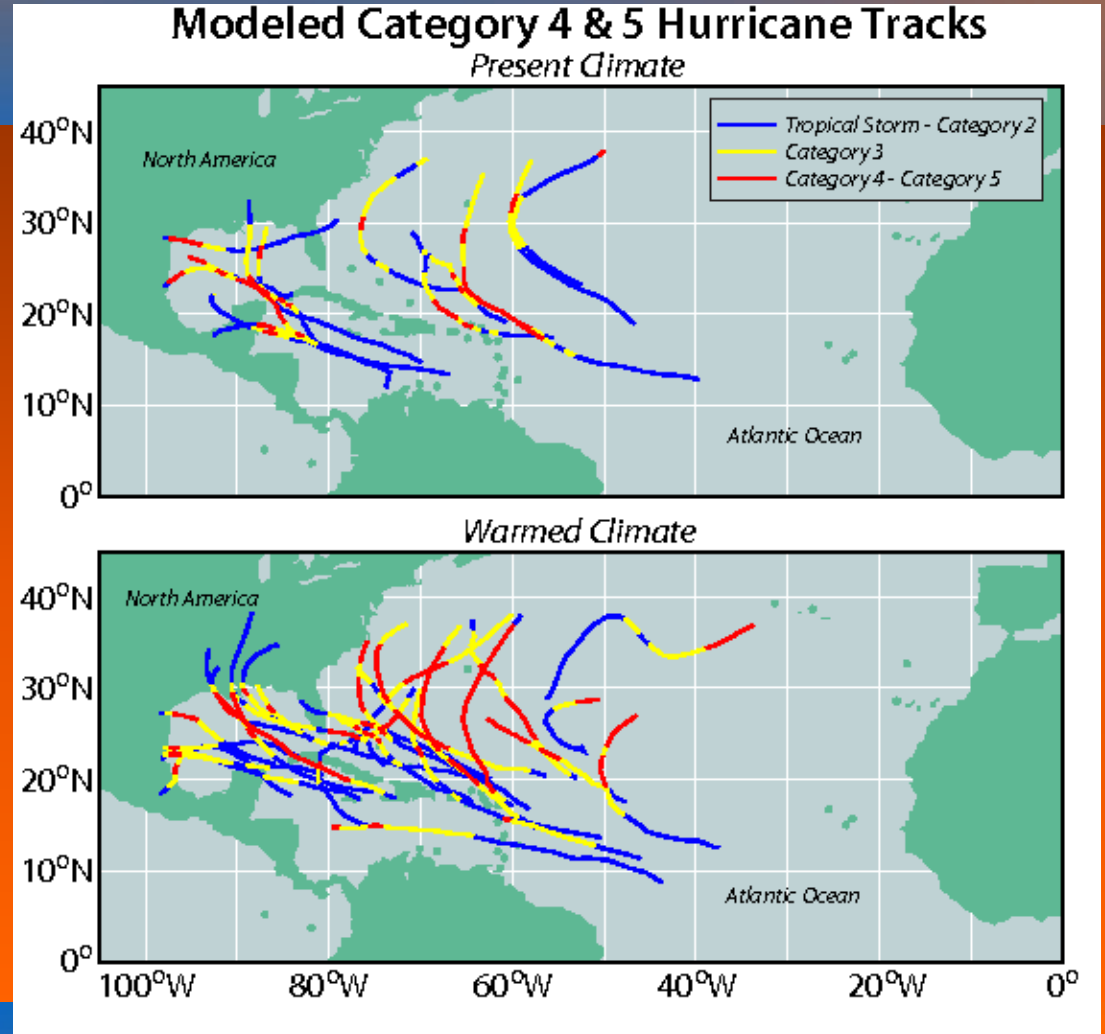 Modeled Category 4 & 5 Hurricane Tracks
Present Climate
40°N
30°N
20°N
10°N
0°
North America
Tropical Storm - Category 2
Category 3
Category 4 - Category 5
Atlantic Ocean
Warmed Climate
40°N
30°N
20°N
10°N
0°
North America
Atlantic Ocean
100°W 80°W 60°W 40°W 20°W 0°